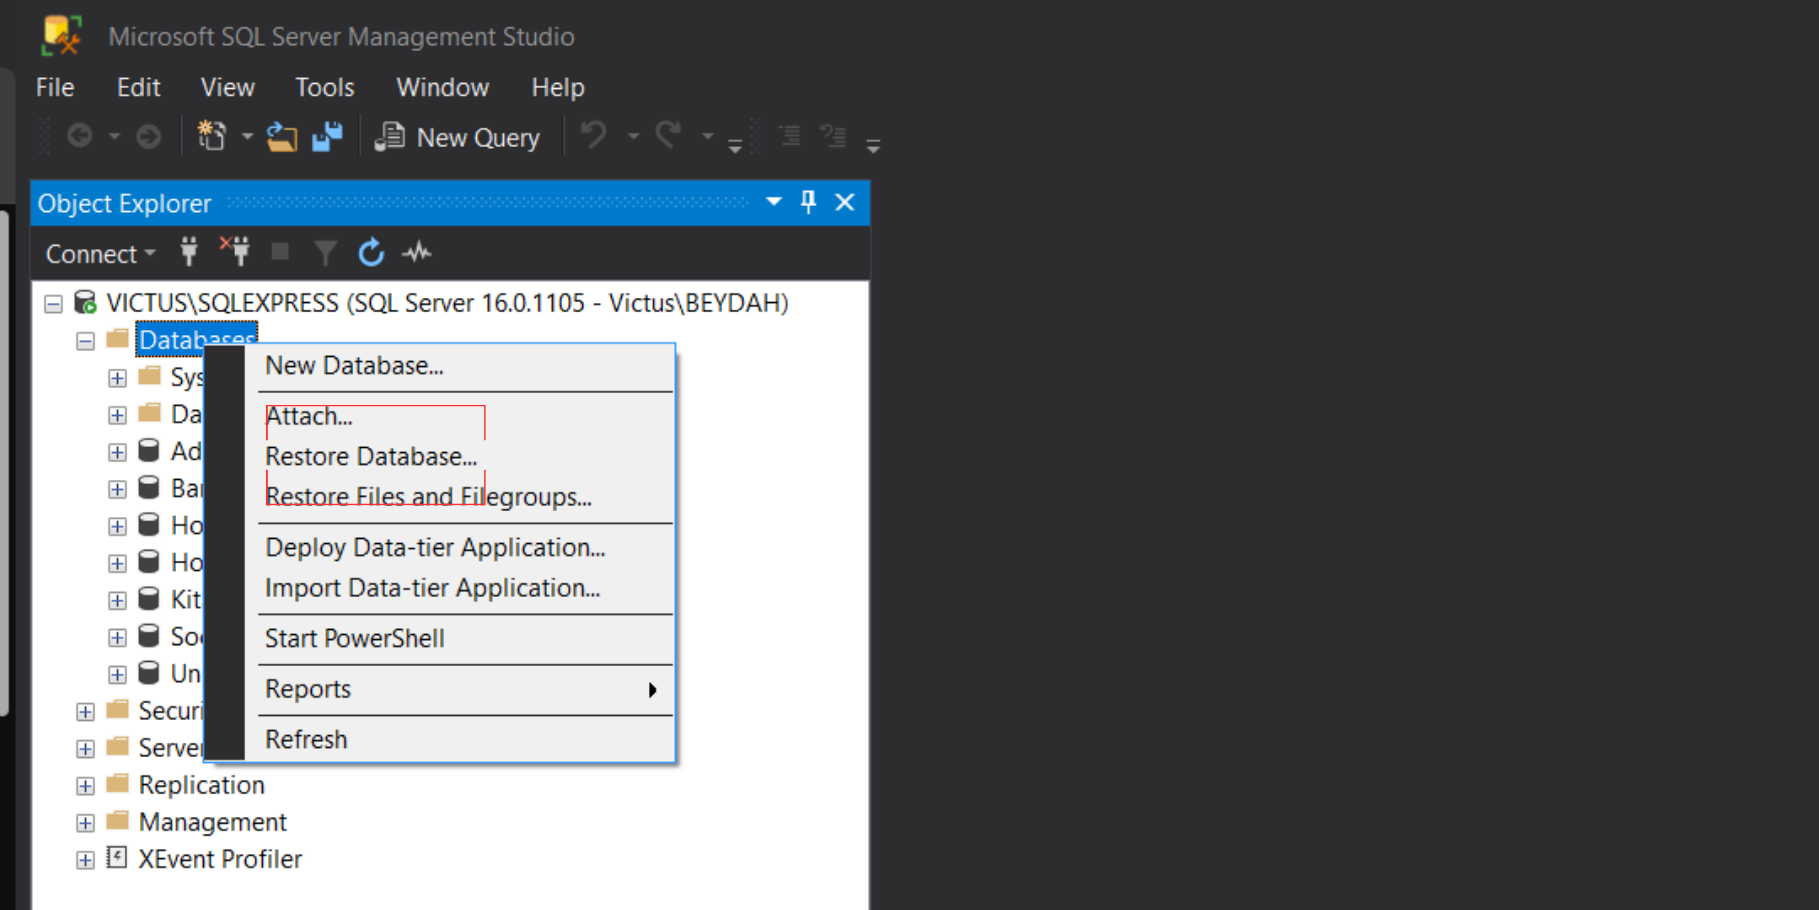 Microsoft SQL Server Management Studio
File Edit View Tools Window Help
New Query
Object Explorer
Connect
VICTUS\SQLEXPRESS (SQL Server 16.0.1105 - Victus\BEYDAH)
Databases
New Database...
Attach...
Restore Database...
Restore Files and Filegroups...
Deploy Data-tier Application...
Import Data-tier Application...
Start PowerShell
Reports
Refresh
Sys
Da
Ad
Ba
Ho
Ho
Kit
So
Un
Securi
Server
Replication
Management
XEvent Profiler